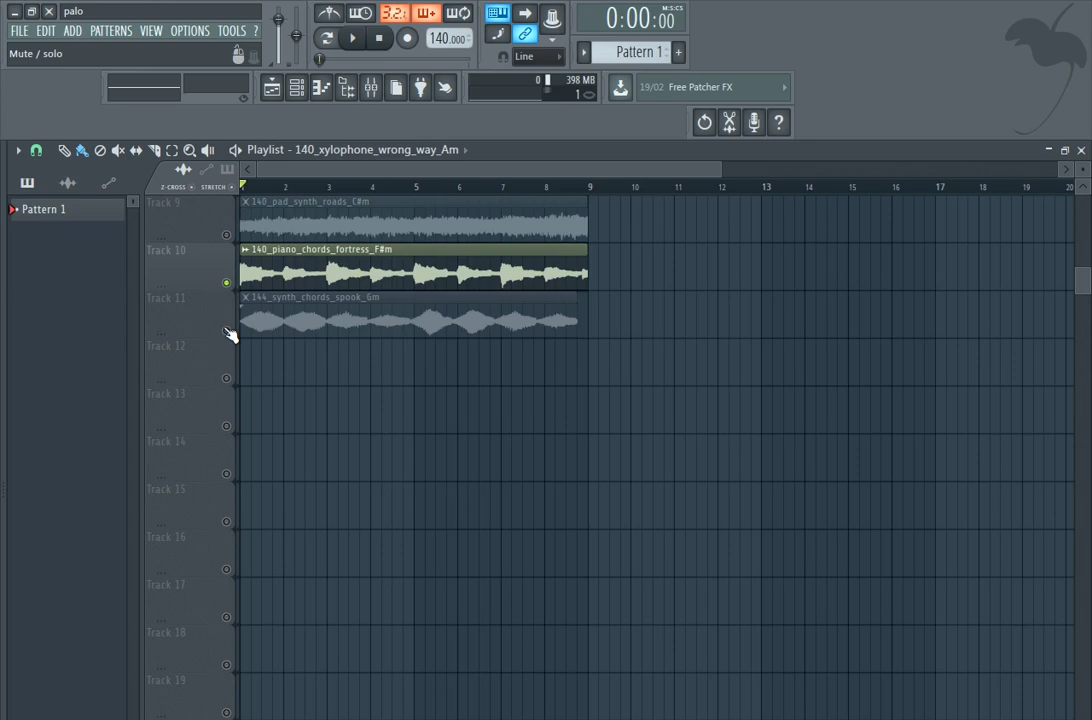 palo
FILE EDIT ADD PATTERNS VIEW OPTIONS TOOLS ?
Mute / solo
3.2.
140.000
Line
0:00:00
M:S:CS
Pattern 1
0
398 MB
1
19/02 Free Patcher FX
Playlist - 140_xylophone_wrong_way_Am
Z-CROSS
STRETCH
2 3 4 5 6 7 8 9 10 11 12 13 14 15 16 17 18 19 20
Pattern 1
Track 9
140_pad_synth_roads_C#m
Track 10
140_piano_chords_fortress_F#m
Track 11
144_synth_chords_spook_Gm
Track 12
Track 13
Track 14
Track 15
Track 16
Track 17
Track 18
Track 19